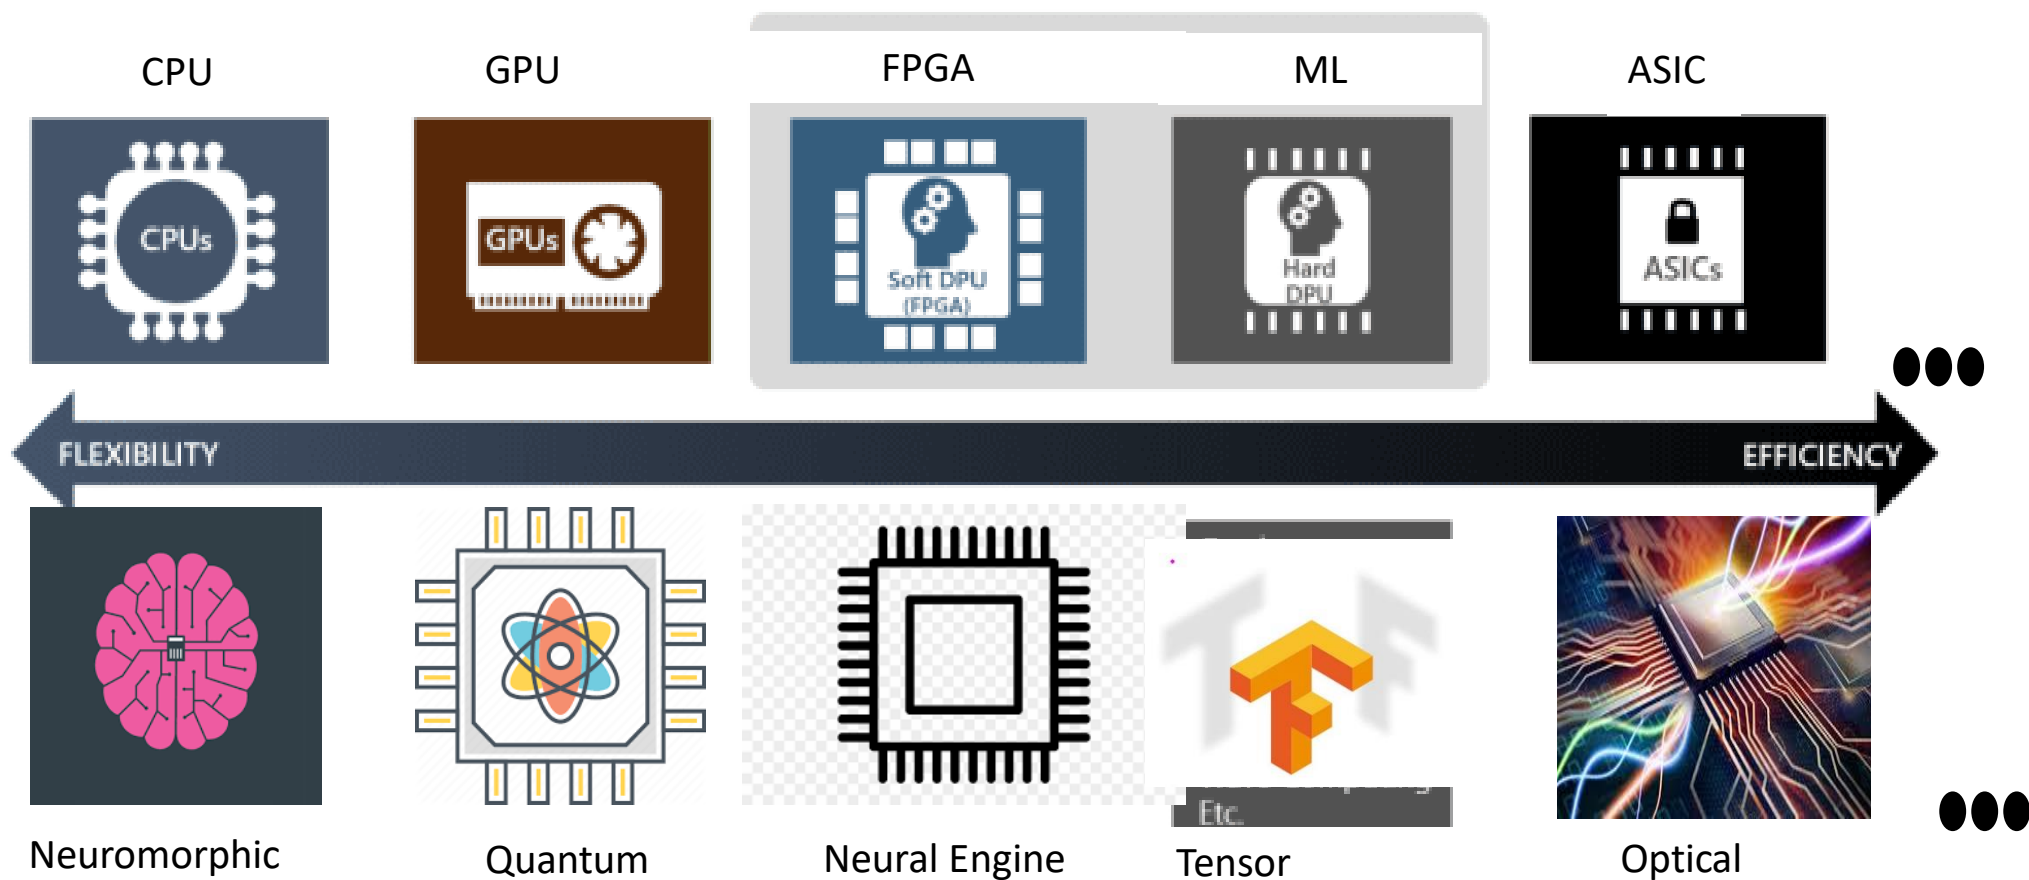 CPU
GPU
FPGA
ML
ASIC
CPUs
GPUs
Soft DPU
(FPGA)
Hard
DPU
ASICs
FLEXIBILITY
EFFICIENCY
Etc.
Neuromorphic
Quantum
Neural Engine
Tensor
Optical